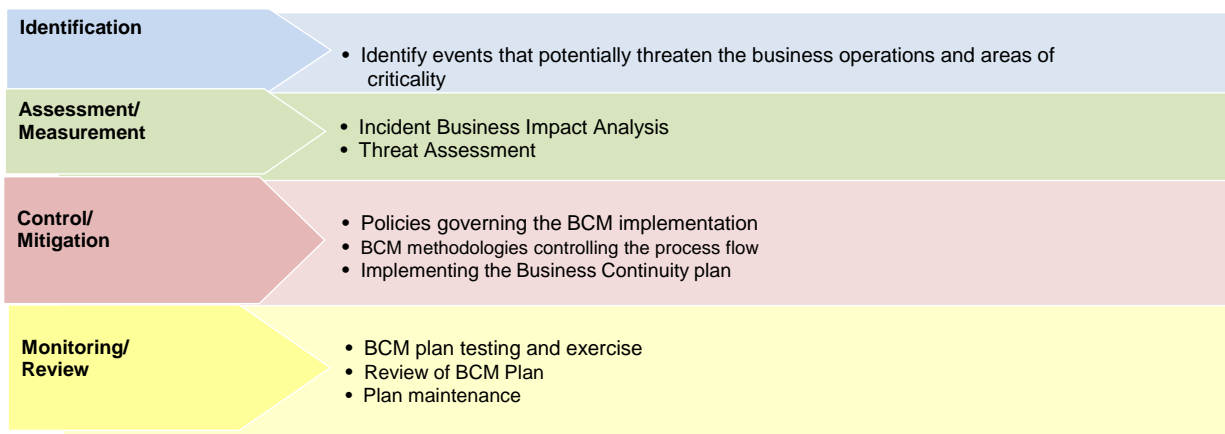 Identification
• Identify events that potentially threaten the business operations and areas of
criticality
Assessment/
Measurement
• Incident Business Impact Analysis
• Threat Assessment
Control/
Mitigation
• Policies governing the BCM implementation
• BCM methodologies controlling the process flow
• Implementing the Business Continuity plan
Monitoring/
Review
• BCM plan testing and exercise
• Review of BCM Plan
• Plan maintenance